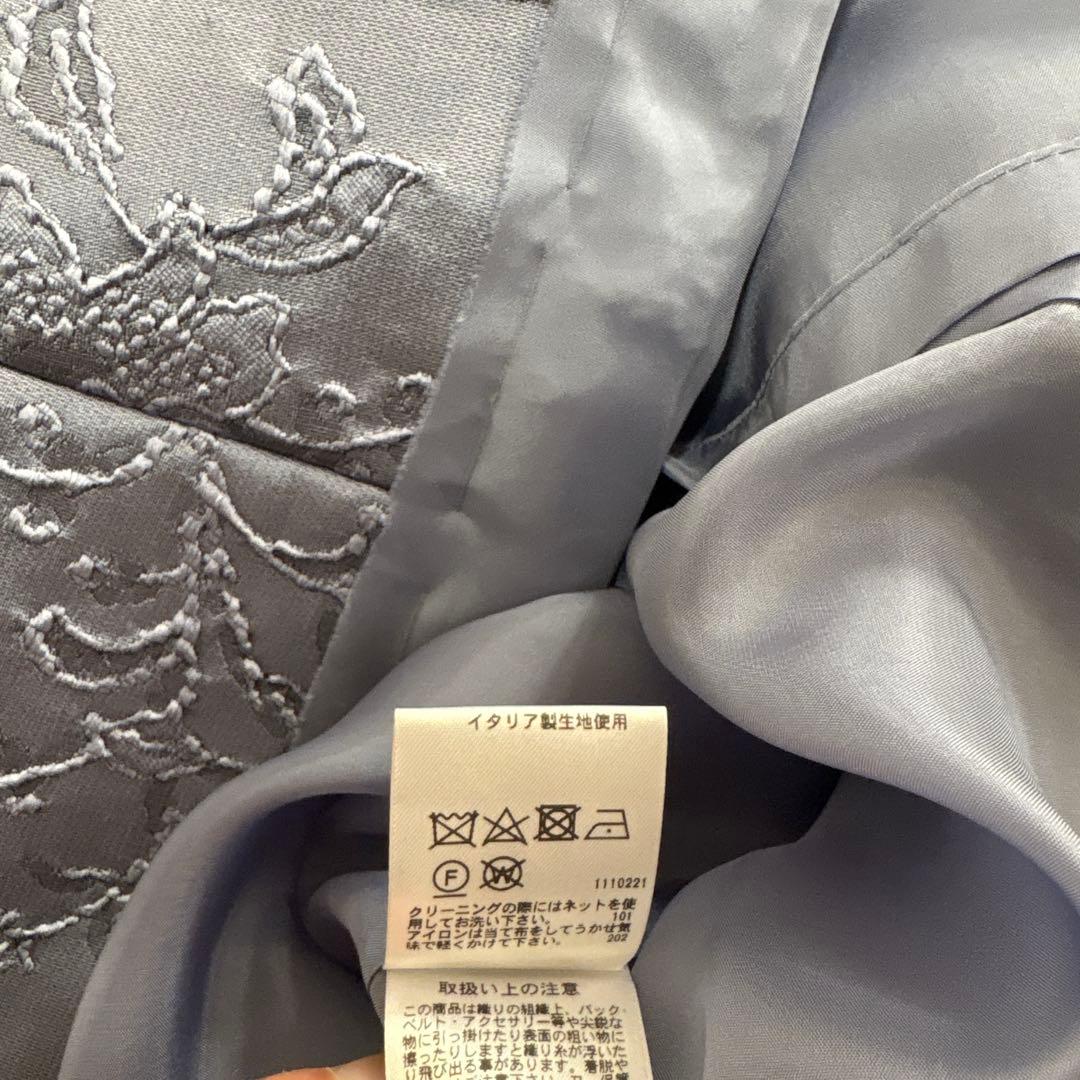 イタリア製生地使用
F W
1110221
クリーニングの際にはネットを使
用してお洗い下さい。 101
アイロンは当て布をしてうかせ気
味で軽くかけて下さい。 202
取扱い上の注意
この商品は織りの組織上、バック・
ベルト・アクセサリー等や尖鋭な
物に引っ掛けたり表面の粗い物に
擦ったりしますと織り糸が浮いた
り飛び出る事があります。着脱や